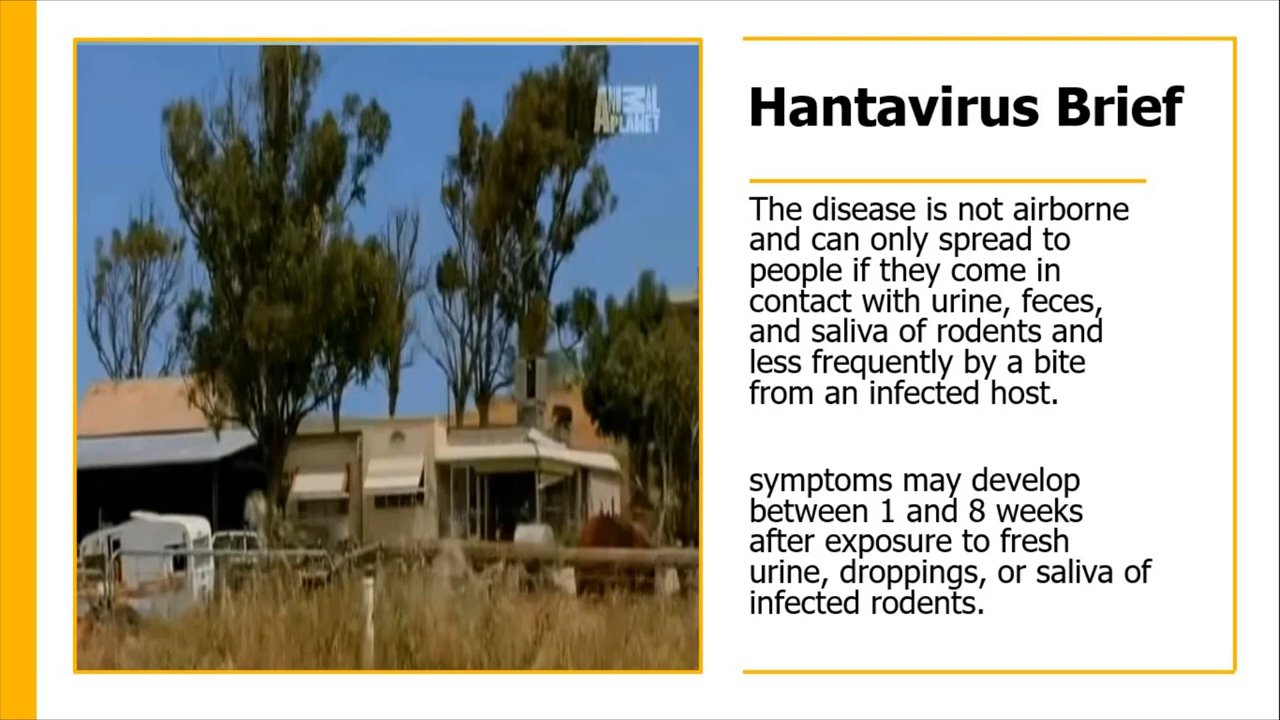 ANIMAL
PLANET
Hantavirus Brief
The disease is not airborne
and can only spread to
people if they come in
contact with urine, feces,
and saliva of rodents and
less frequently by a bite
from an infected host.
symptoms may develop
between 1 and 8 weeks
after exposure to fresh
urine, droppings, or saliva of
infected rodents.